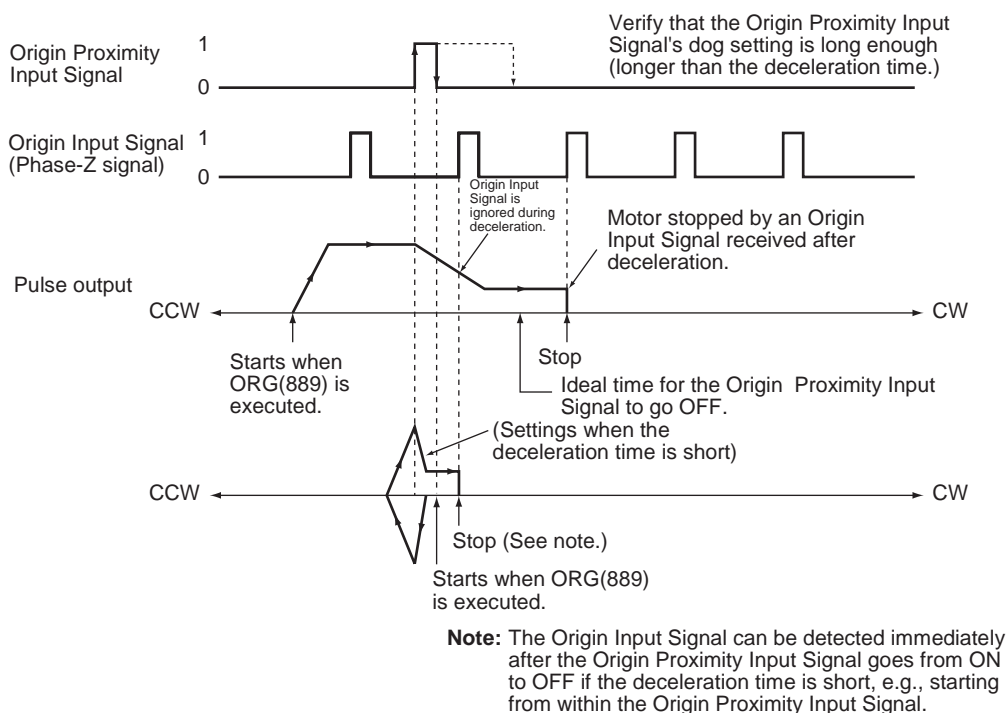 Verify that the Origin Proximity Input
Signal's dog setting is long enough
(longer than the deceleration time.)
Origin Proximity
Input Signal
1
0
Origin Input Signal
(Phase-Z signal)
1
0
Origin Input
Signal is
ignored during
deceleration.
Motor stopped by an Origin
Input Signal received after
deceleration.
Pulse output
CCW
CW
Starts when
ORG(889) is
executed.
Stop
Ideal time for the Origin Proximity Input
Signal to go OFF.
(Settings when the
deceleration time is short)
CCW
CW
Stop (See note.)
Starts when ORG(889)
is executed.
Note: The Origin Input Signal can be detected immediately
after the Origin Proximity Input Signal goes from ON
to OFF if the deceleration time is short, e.g., starting
from within the Origin Proximity Input Signal.